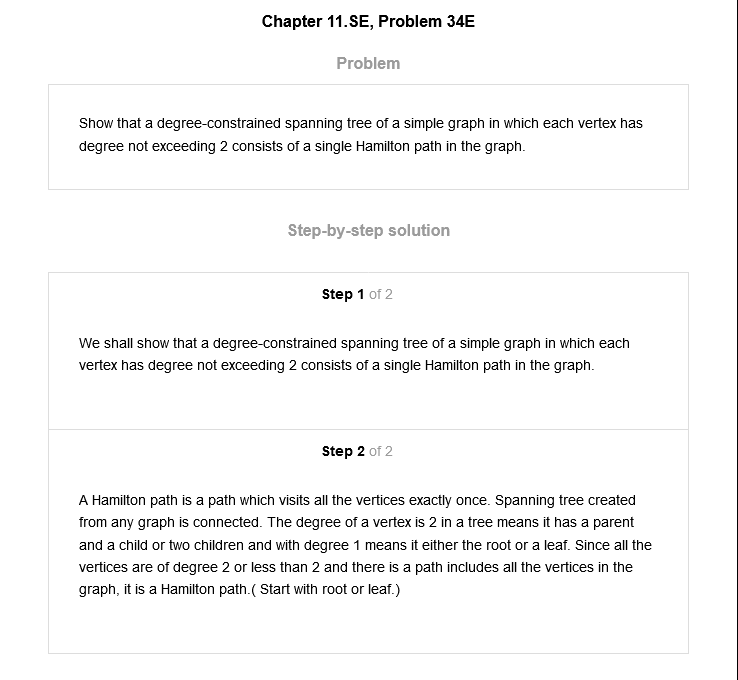 Chapter 11.SE, Problem 34E
Problem
Show that a degree-constrained spanning tree of a simple graph in which each vertex has
degree not exceeding 2 consists of a single Hamilton path in the graph.
Step-by-step solution
Step 1 of 2
We shall show that a degree-constrained spanning tree of a simple graph in which each
vertex has degree not exceeding 2 consists of a single Hamilton path in the graph.
Step 2 of 2
A Hamilton path is a path which visits all the vertices exactly once. Spanning tree created
from any graph is connected. The degree of a vertex is 2 in a tree means it has a parent
and a child or two children and with degree 1 means it either the root or a leaf. Since all the
vertices are of degree 2 or less than 2 and there is a path includes all the vertices in the
graph, it is a Hamilton path.( Start with root or leaf.)